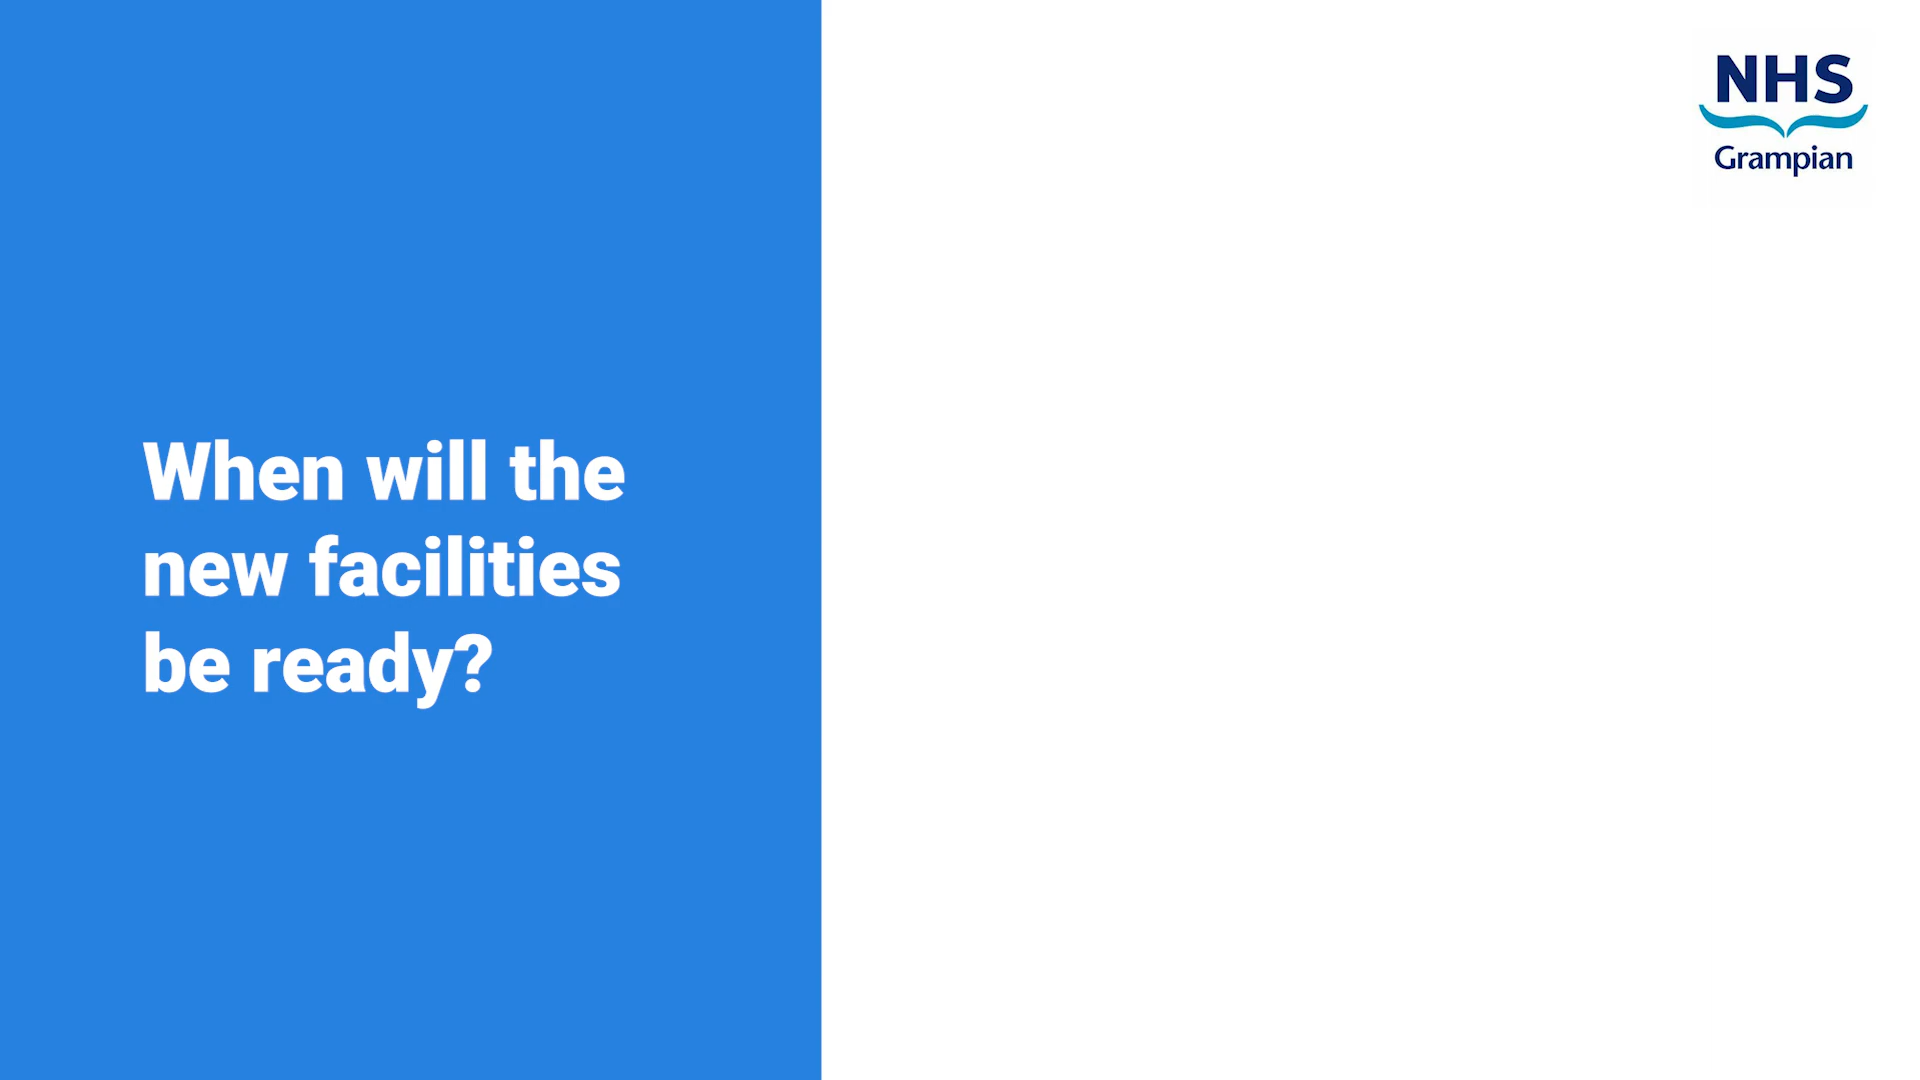 When will the
new facilities
be ready?
NHS
Grampian